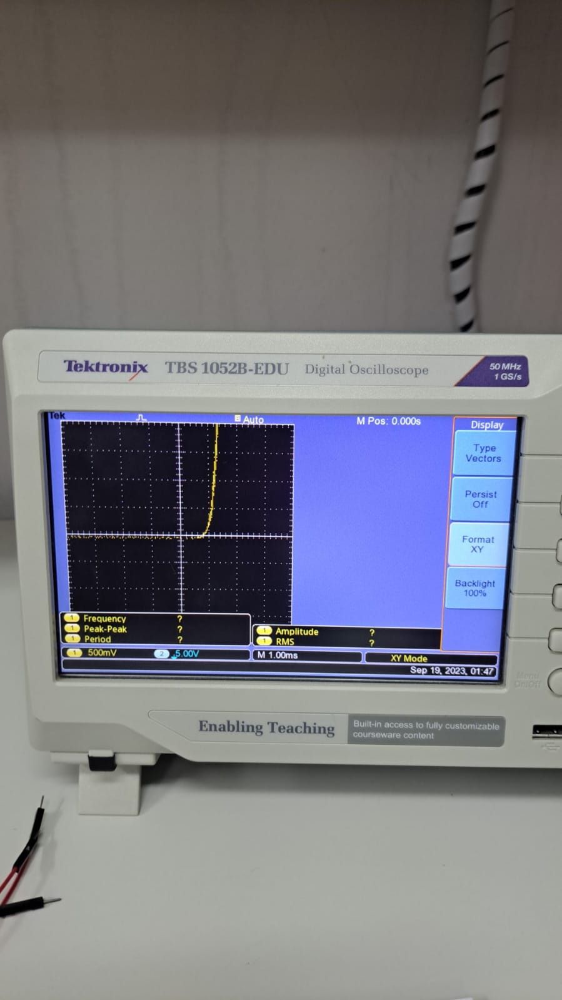 Tektronix TBS 1052B-EDU Digital Oscilloscope
50 MHz
1 GS/s
Tek
B Auto
M Pos: 0.000s
Display
Type
Vectors
Persist
Off
Format
XY
Backlight
100%
1 Frequency ?
1 Peak-Peak ?
1 Period ?
1 Amplitude ?
1 RMS ?
1 500mV
2 5.00V
M 1.00ms
XY Mode
Sep 19, 2023, 01:47
Menu
On/Off
Enabling Teaching
Built-in access to fully customizable
courseware content